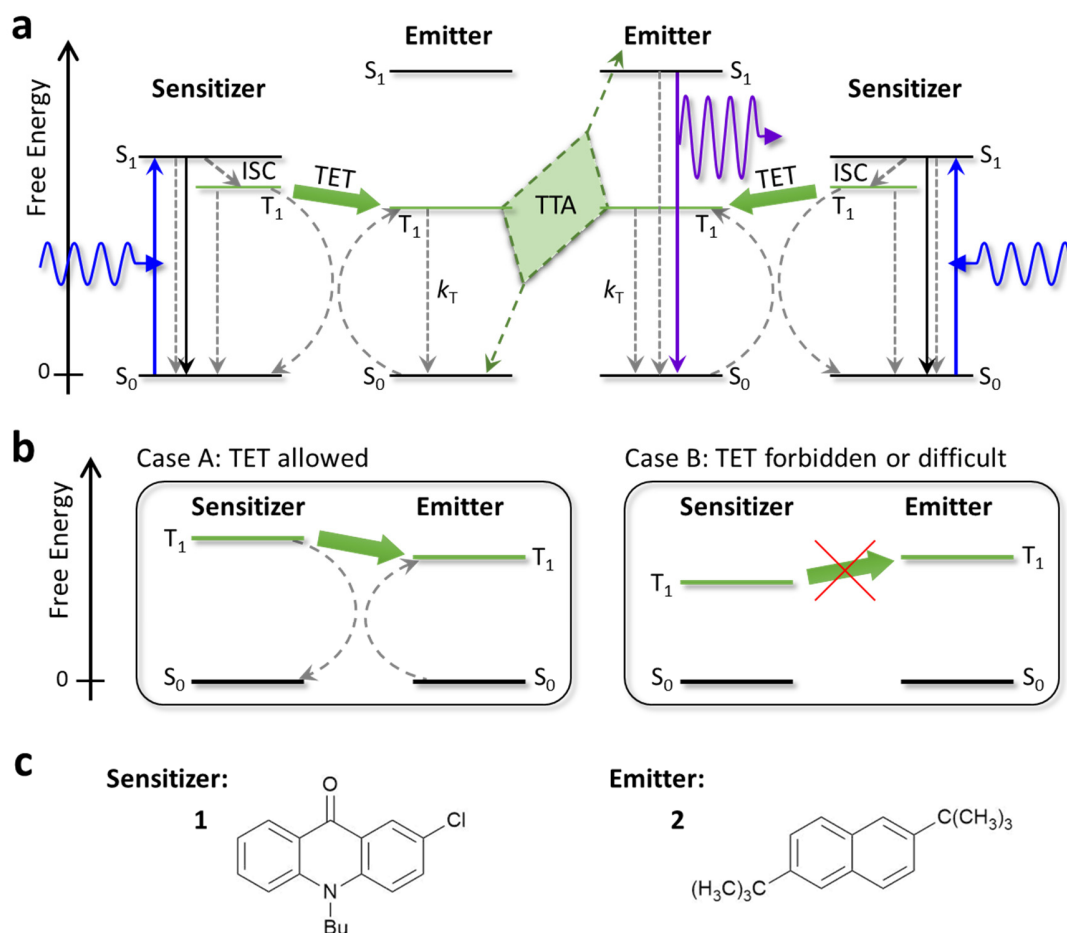 a
Free Energy
0
Sensitizer
S1
ISC
T1
S0
TET
Emitter
S1
T1
kT
S0
TTA
Emitter
S1
T1
kT
S0
TET
Sensitizer
S1
ISC
T1
S0
b
Free Energy
0
Case A: TET allowed
Sensitizer Emitter
T1 T1
S0 S0
Case B: TET forbidden or difficult
Sensitizer Emitter
T1 T1
S0 S0
c
Sensitizer:
1
O
Cl
N
Bu
Emitter:
2
C(CH3)3
(H3C)3C